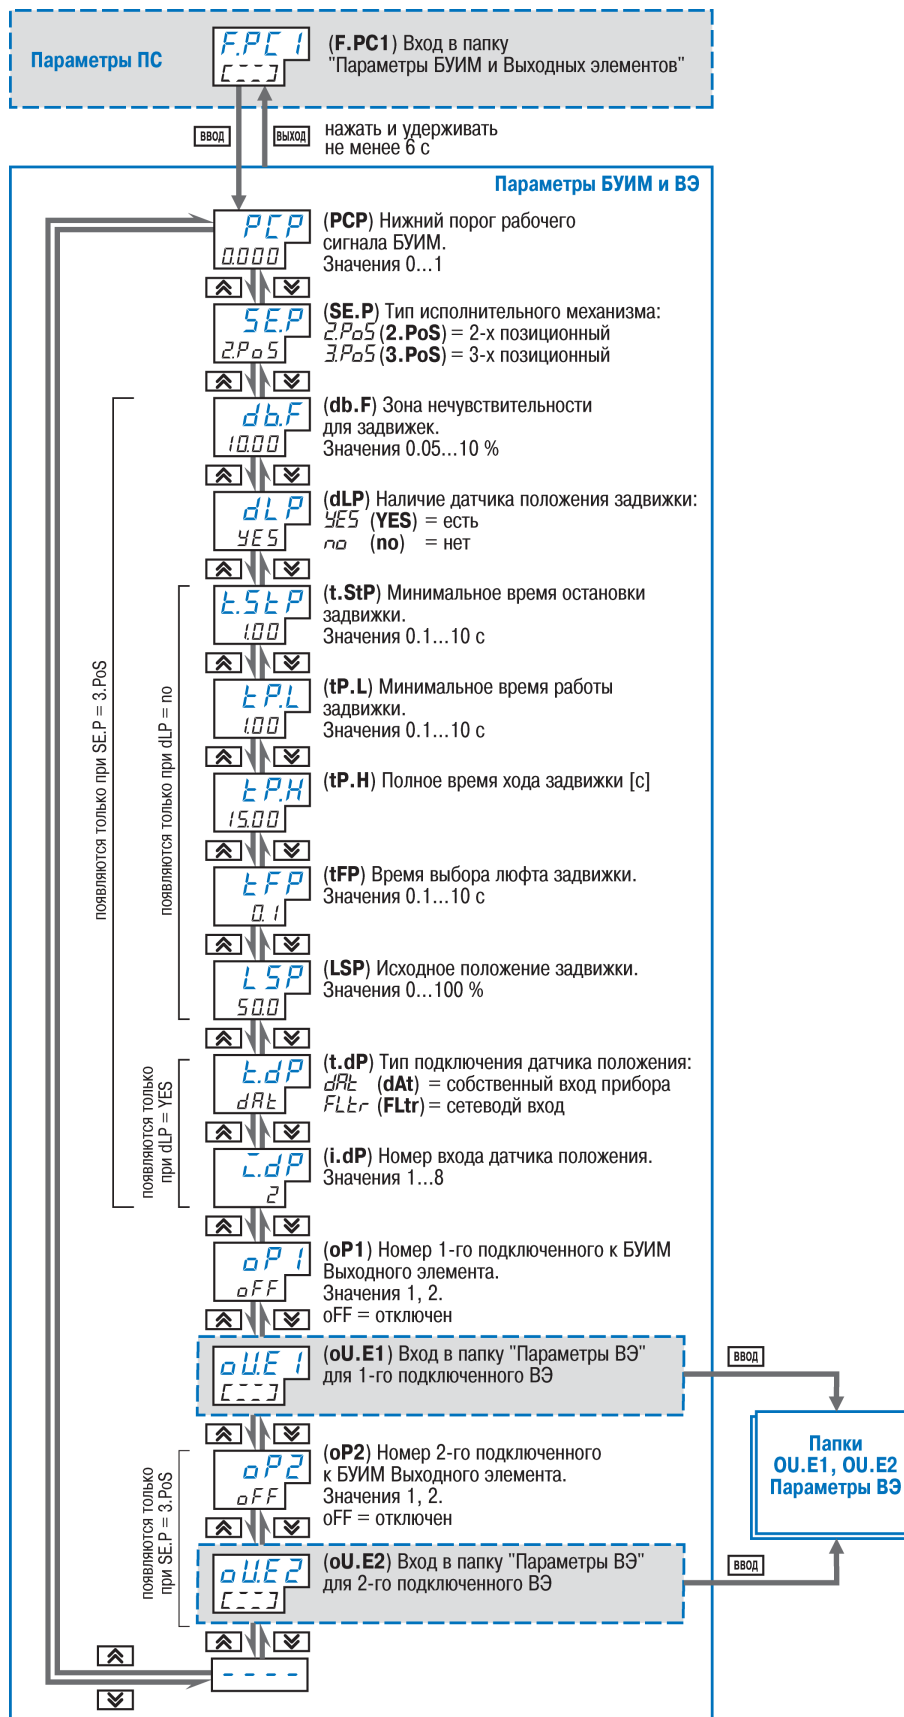 Параметры ПС
F.PC1
[---]
(F.PC1) Вход в папку
"Параметры БУИМ и Выходных элементов"
ВВОД
ВЫХОД
нажать и удерживать
не менее 6 с
Параметры БУИМ и ВЭ
PCP
0.000
(PCP) Нижний порог рабочего
сигнала БУИМ.
Значения 0...1
SE.P
2.PoS
(SE.P) Тип исполнительного механизма:
2.PoS (2.PoS) = 2-х позиционный
3.PoS (3.PoS) = 3-х позиционный
появляются только при SE.P = 3.PoS
db.F
10.00
(db.F) Зона нечувствительности
для задвижек.
Значения 0.05...10 %
dLP
YES
(dLP) Наличие датчика положения задвижки:
YES (YES) = есть
no (no) = нет
появляются только при dLP = no
t.StP
1.00
(t.StP) Минимальное время остановки
задвижки.
Значения 0.1...10 с
tP.L
1.00
(tP.L) Минимальное время работы
задвижки.
Значения 0.1...10 с
tP.H
15.00
(tP.H) Полное время хода задвижки [с]
tFP
0.1
(tFP) Время выбора люфта задвижки.
Значения 0.1...10 с
LSP
50.0
(LSP) Исходное положение задвижки.
Значения 0...100 %
появляются только
при dLP = YES
t.dP
dAt
(t.dP) Тип подключения датчика положения:
dAt (dAt) = собственный вход прибора
FLtr (FLtr) = сетеводй вход
i.dP
2
(i.dP) Номер входа датчика положения.
Значения 1...8
oP1
oFF
(oP1) Номер 1-го подключенного к БУИМ
Выходного элемента.
Значения 1, 2.
oFF = отключен
oU.E1
[---]
(oU.E1) Вход в папку "Параметры ВЭ"
для 1-го подключенного ВЭ
ВВОД
Папки
OU.E1, OU.E2
Параметры ВЭ
появляются только
при SE.P = 3.PoS
oP2
oFF
(oP2) Номер 2-го подключенного
к БУИМ Выходного элемента.
Значения 1, 2.
oFF = отключен
oU.E2
[---]
(oU.E2) Вход в папку "Параметры ВЭ"
для 2-го подключенного ВЭ
ВВОД
- - - -